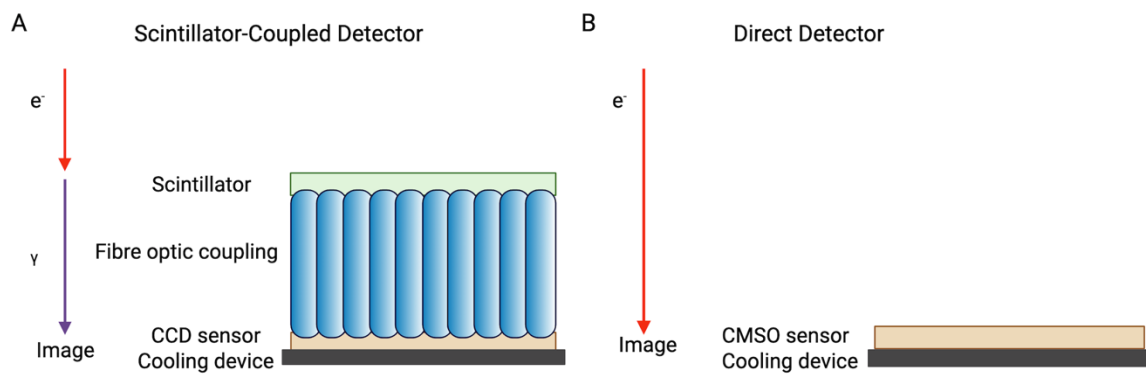 A
Scintillator-Coupled Detector
e⁻
Scintillator
γ
Fibre optic coupling
CCD sensor
Image
Cooling device
B
Direct Detector
e⁻
CMSO sensor
Image
Cooling device